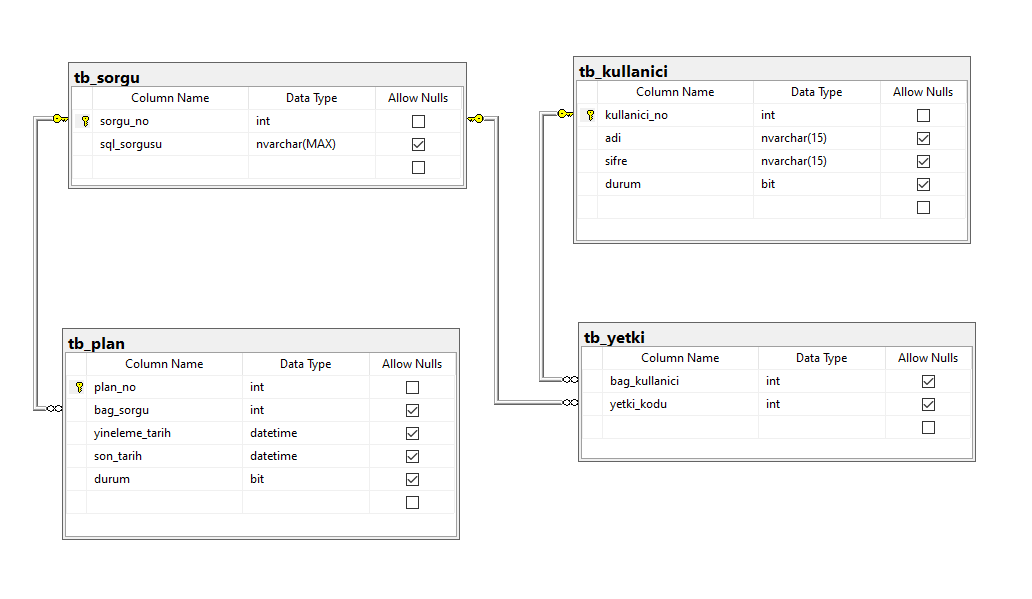 tb_sorgu
Column Name Data Type Allow Nulls
sorgu_no int
sql_sorgusu nvarchar(MAX)
tb_kullanici
Column Name Data Type Allow Nulls
kullanici_no int
adi nvarchar(15)
sifre nvarchar(15)
durum bit
tb_plan
Column Name Data Type Allow Nulls
plan_no int
bag_sorgu int
yineleme_tarih datetime
son_tarih datetime
durum bit
tb_yetki
Column Name Data Type Allow Nulls
bag_kullanici int
yetki_kodu int